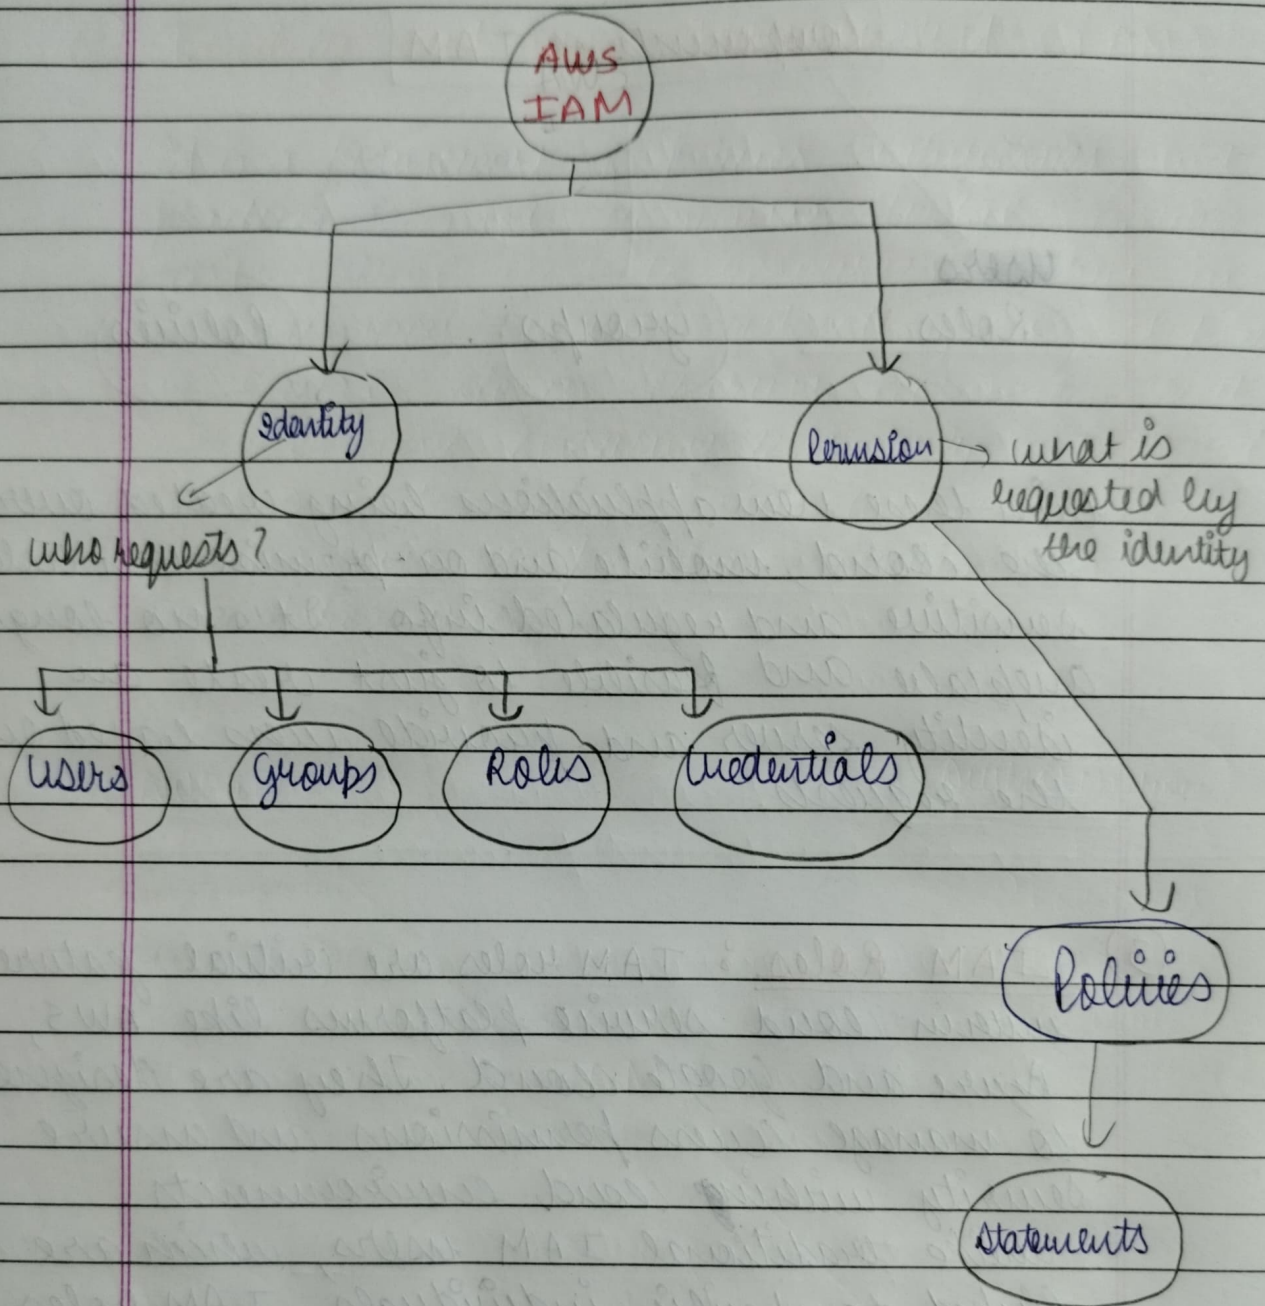 AWS
IAM
Identity
Permission
what is
requested by
the identity
who requests?
Users
Groups
Roles
Credentials
Policies
Statements